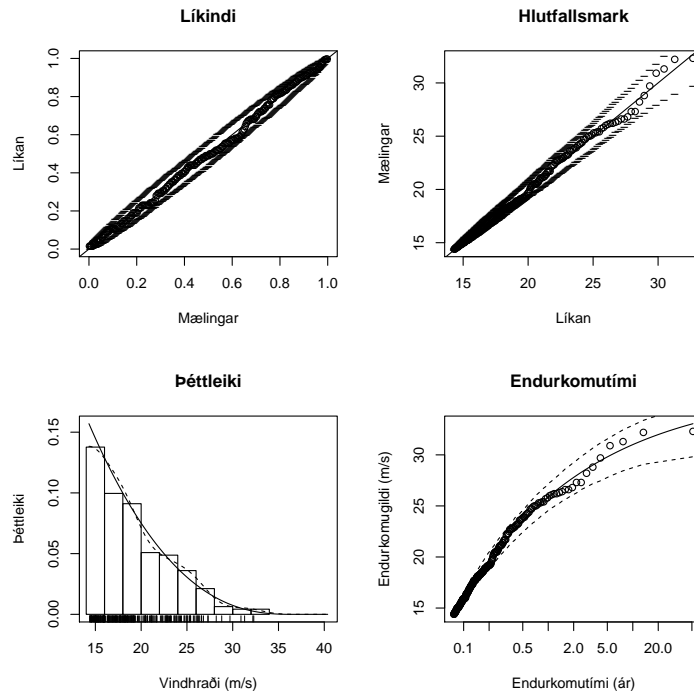 Líkindi
Líkan
0.0 0.2 0.4 0.6 0.8 1.0
0.0 0.2 0.4 0.6 0.8 1.0
Mælingar
Hlutfallsmark
Mælingar
15 20 25 30
15 20 25 30
Líkan
Þéttleiki
Þéttleiki
0.00 0.05 0.10 0.15
15 20 25 30 35 40
Vindhraði (m/s)
Endurkomutími
Endurkomugildi (m/s)
15 20 25 30
0.1 0.5 2.0 5.0 20.0
Endurkomutími (ár)